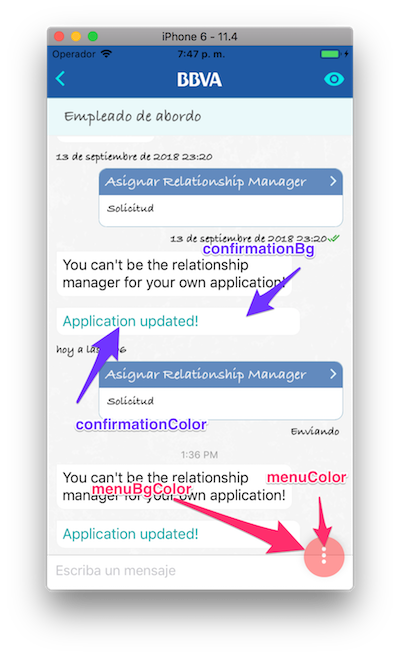 iPhone 6 - 11.4
Operador 7:47 p. m.
BBVA
Empleado de abordo
13 de septiembre de 2018 23:20
Asignar Relationship Manager
Solicitud
13 de septiembre de 2018 23:20
confirmationBg
You can't be the relationship
manager for your own application!
Application updated!
hoy a las
Asignar Relationship Manager
Solicitud
confirmationColor
Enviando
1:36 PM
You can't be the relationship
menuColor
menuBgColor
manager for your own application!
Application updated!
Escriba un mensaje